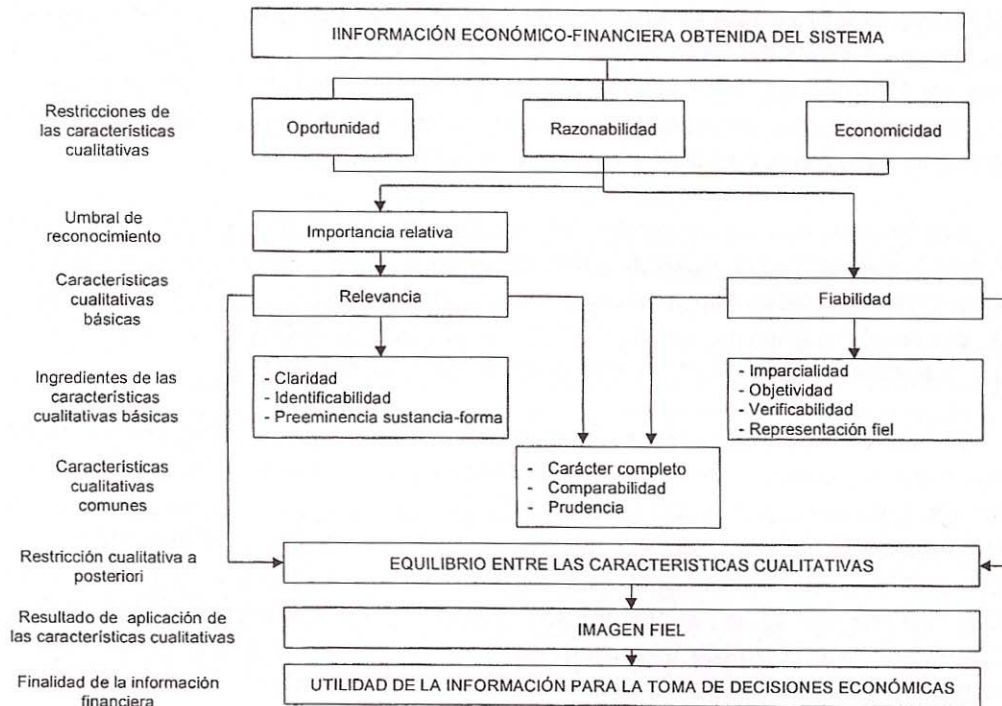 IINFORMACIÓN ECONÓMICO-FINANCIERA OBTENIDA DEL SISTEMA
Restricciones de
las características
cualitativas
Oportunidad
Razonabilidad
Economicidad
Umbral de
reconocimiento
Importancia relativa
Características
cualitativas
básicas
Relevancia
Fiabilidad
Ingredientes de las
características
cualitativas básicas
- Claridad
- Identificabilidad
- Preeminencia sustancia-forma
- Imparcialidad
- Objetividad
- Verificabilidad
- Representación fiel
Características
cualitativas
comunes
- Carácter completo
- Comparabilidad
- Prudencia
Restricción cualitativa a
posteriori
EQUILIBRIO ENTRE LAS CARACTERISTICAS CUALITATIVAS
Resultado de aplicación de
las características cualitativas
IMAGEN FIEL
Finalidad de la información
financiera
UTILIDAD DE LA INFORMACIÓN PARA LA TOMA DE DECISIONES ECONÓMICAS